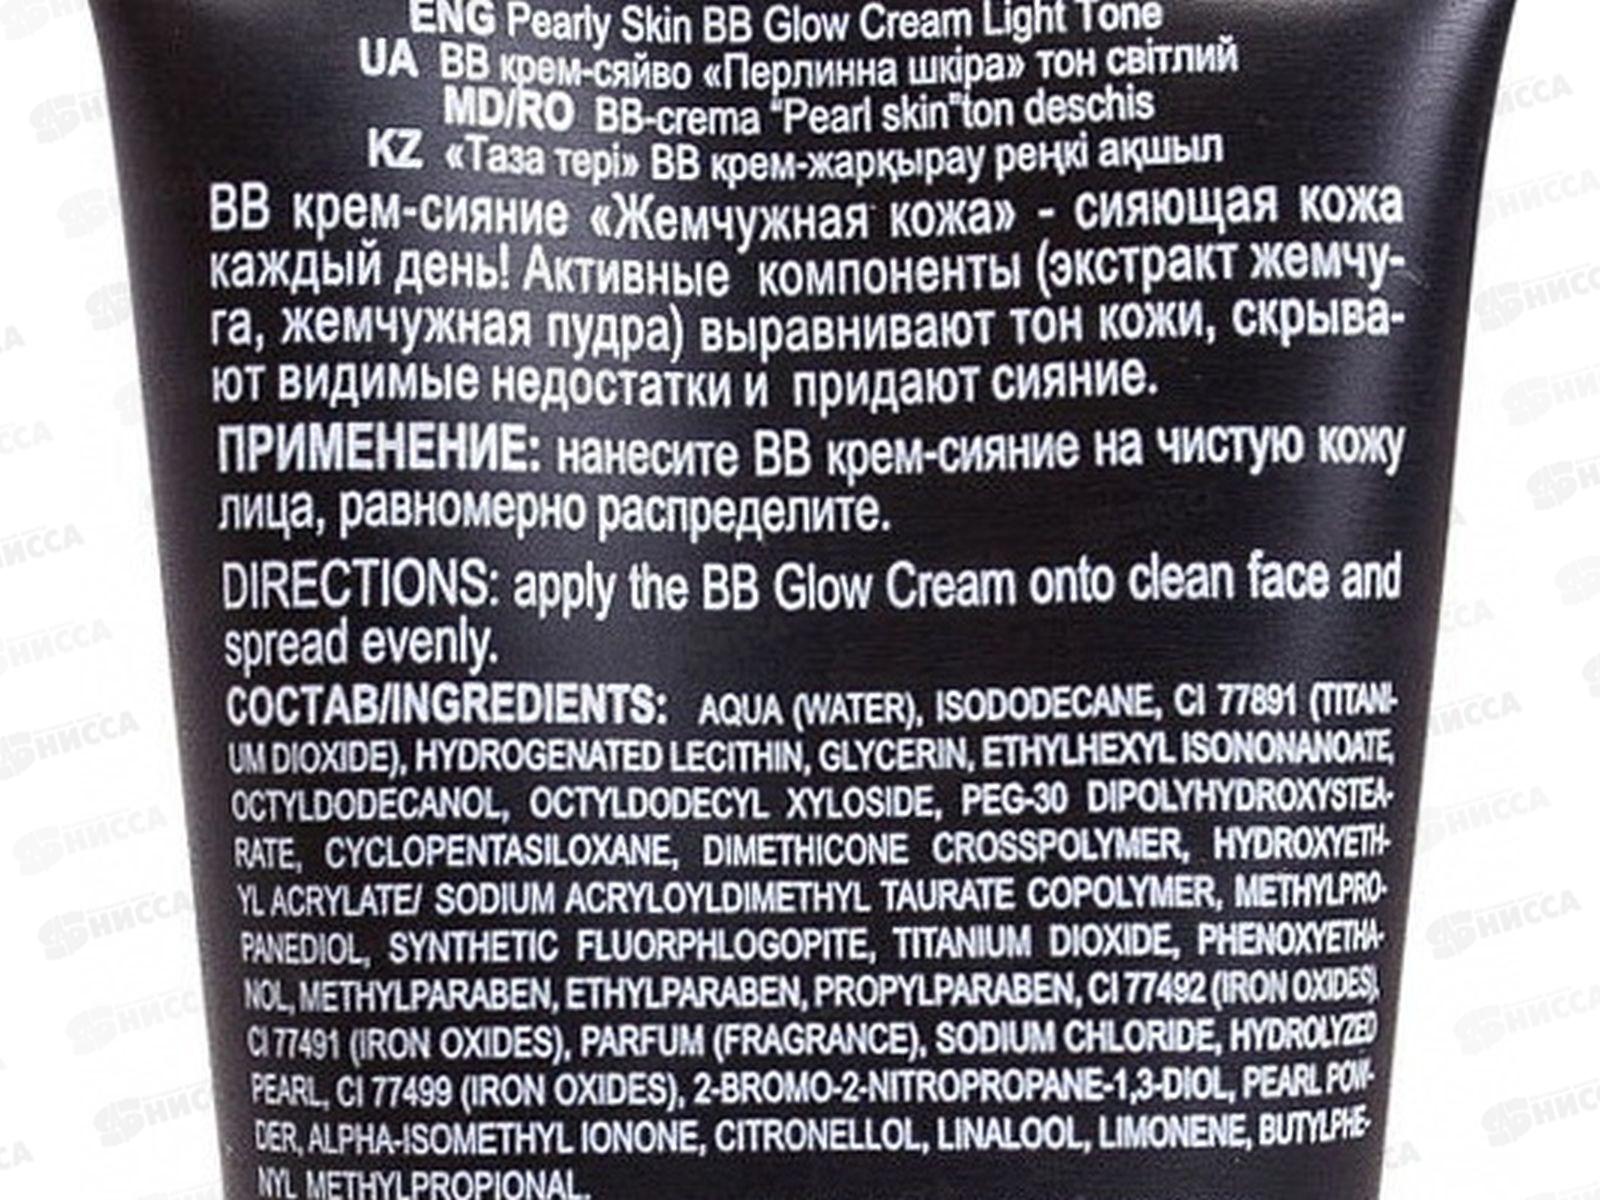 ENG Pearly Skin BB Glow Cream Light Tone
UA BB крем-сяйво «Перлинна шкіра» тон світлий
MD/RO BB-crema “Pearl skin”ton deschis
KZ «Таза тері» BB крем-жарқырау реңкі ақшыл
BB крем-сияние «Жемчужная кожа» - сияющая кожа
каждый день! Активные компоненты (экстракт жемчу-
га, жемчужная пудра) выравнивают тон кожи, скрыва-
ют видимые недостатки и придают сияние.
ПРИМЕНЕНИЕ: нанесите BB крем-сияние на чистую кожу
лица, равномерно распределите.
DIRECTIONS: apply the BB Glow Cream onto clean face and
spread evenly.
СОСТАВ/INGREDIENTS: AQUA (WATER), ISODODECANE, CI 77891 (TITANI-
UM DIOXIDE), HYDROGENATED LECITHIN, GLYCERIN, ETHYLHEXYL ISONONANOATE,
OCTYLDODECANOL, OCTYLDODECYL XYLOSIDE, PEG-30 DIPOLYHYDROXYSTEA-
RATE, CYCLOPENTASILOXANE, DIMETHICONE CROSSPOLYMER, HYDROXYETH-
YL ACRYLATE/ SODIUM ACRYLOYLDIMETHYL TAURATE COPOLYMER, METHYLPRO-
PANEDIOL, SYNTHETIC FLUORPHLOGOPITE, TITANIUM DIOXIDE, PHENOXYETHA-
NOL, METHYLPARABEN, ETHYLPARABEN, PROPYLPARABEN, CI 77492 (IRON OXIDES),
CI 77491 (IRON OXIDES), PARFUM (FRAGRANCE), SODIUM CHLORIDE, HYDROLYZED
PEARL, CI 77499 (IRON OXIDES), 2-BROMO-2-NITROPROPANE-1,3-DIOL, PEARL POW-
DER, ALPHA-ISOMETHYL IONONE, CITRONELLOL, LINALOOL, LIMONENE, BUTYLPHE-
NYL METHYLPROPIONAL.